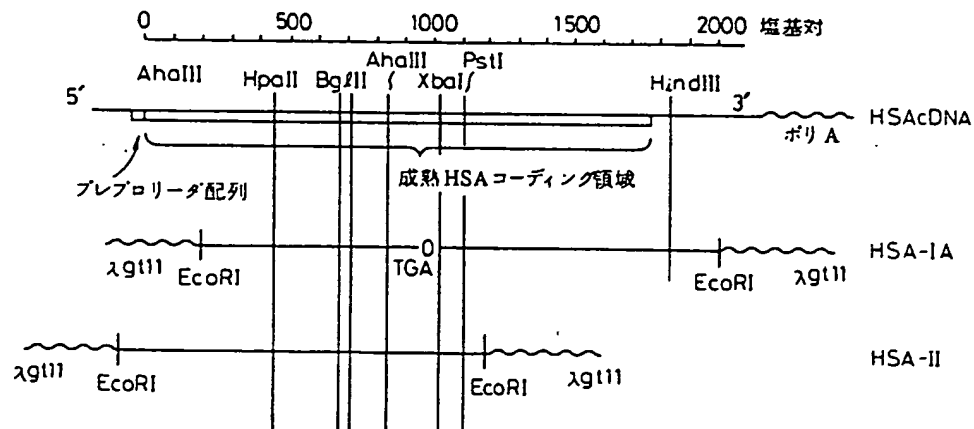 0 500 1000 1500 2000 塩基対
AhaIII PstI
AhaIII HpaII BglII XbaI HindIII
5′ 3′ HSAcDNA
ポリA
プレプロリーダ配列 成熟HSAコーディング領域
0 HSA-IA
λgt11 EcoRI TGA EcoRI λgt11
HSA-II
λgt11 EcoRI EcoRI λgt11